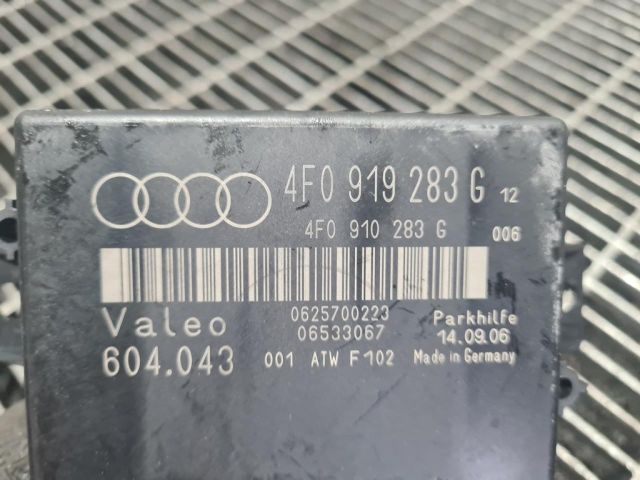 4F0 919 283 G 12
4F0 910 283 G 006
0625700223
Valeo 06533067 Parkhilfe
14.09.06
604.043 001 ATW F102 Made in Germany